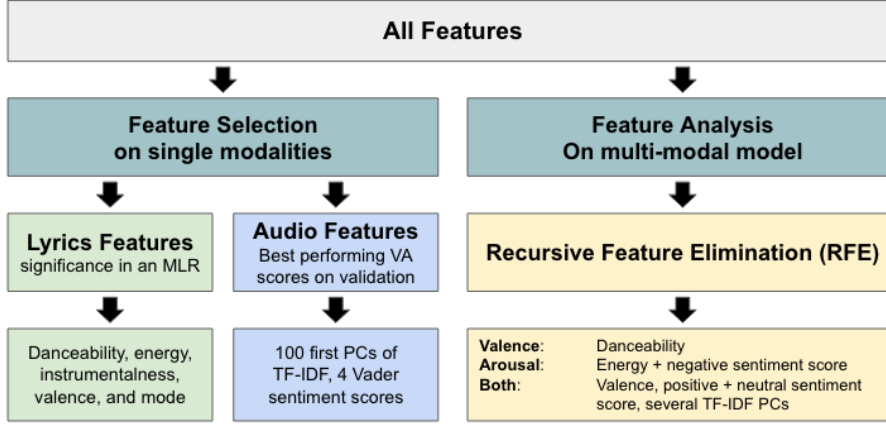 All Features
Feature Selection
on single modalities
Feature Analysis
On multi-modal model
Lyrics Features
significance in an MLR
Audio Features
Best performing VA
scores on validation
Recursive Feature Elimination (RFE)
Danceability, energy,
instrumentalness,
valence, and mode
100 first PCs of
TF-IDF, 4 Vader
sentiment scores
Valence: Danceability
Arousal: Energy + negative sentiment score
Both: Valence, positive + neutral sentiment
score, several TF-IDF PCs